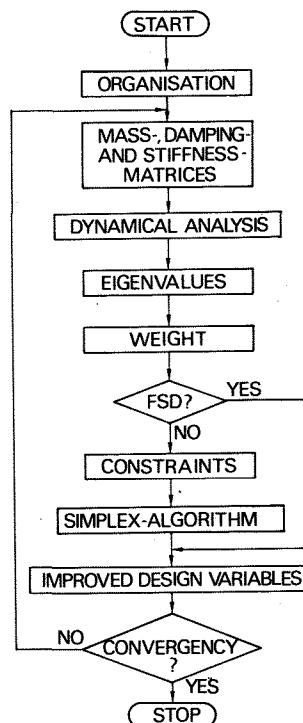 START
ORGANISATION
MASS-, DAMPING-
AND STIFFNESS-
MATRICES
DYNAMICAL ANALYSIS
EIGENVALUES
WEIGHT
FSD?
YES
NO
CONSTRAINTS
SIMPLEX-ALGORITHM
IMPROVED DESIGN VARIABLES
NO
CONVERGENCY
?
YES
STOP